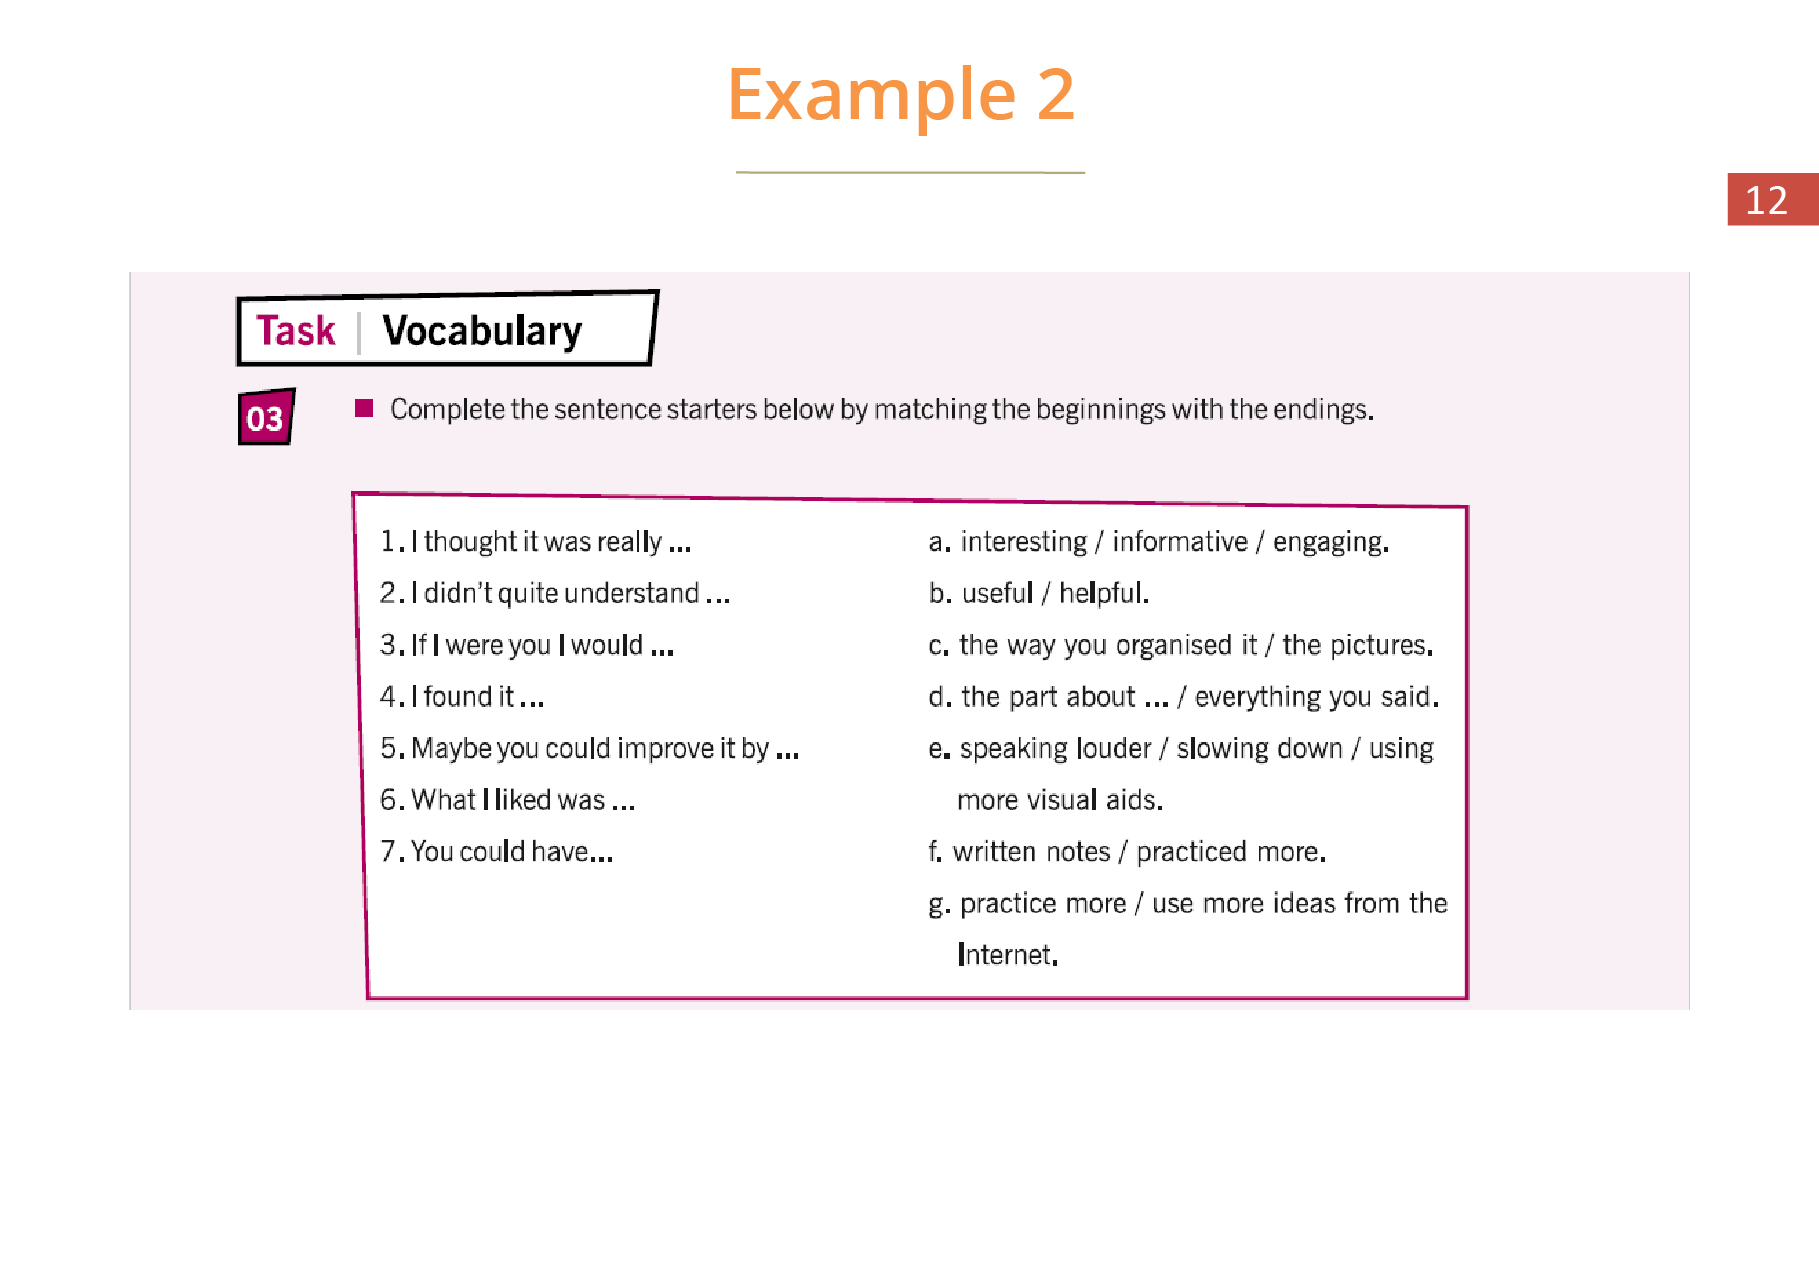 Example 2
12
Task | Vocabulary
03 Complete the sentence starters below by matching the beginnings with the endings.
1. I thought it was really ...
2. I didn't quite understand ...
3. If I were you I would ...
4. I found it ...
5. Maybe you could improve it by ...
6. What I liked was ...
7. You could have...
a. interesting / informative / engaging.
b. useful / helpful.
c. the way you organised it / the pictures.
d. the part about ... / everything you said.
e. speaking louder / slowing down / using
more visual aids.
f. written notes / practiced more.
g. practice more / use more ideas from the
Internet.